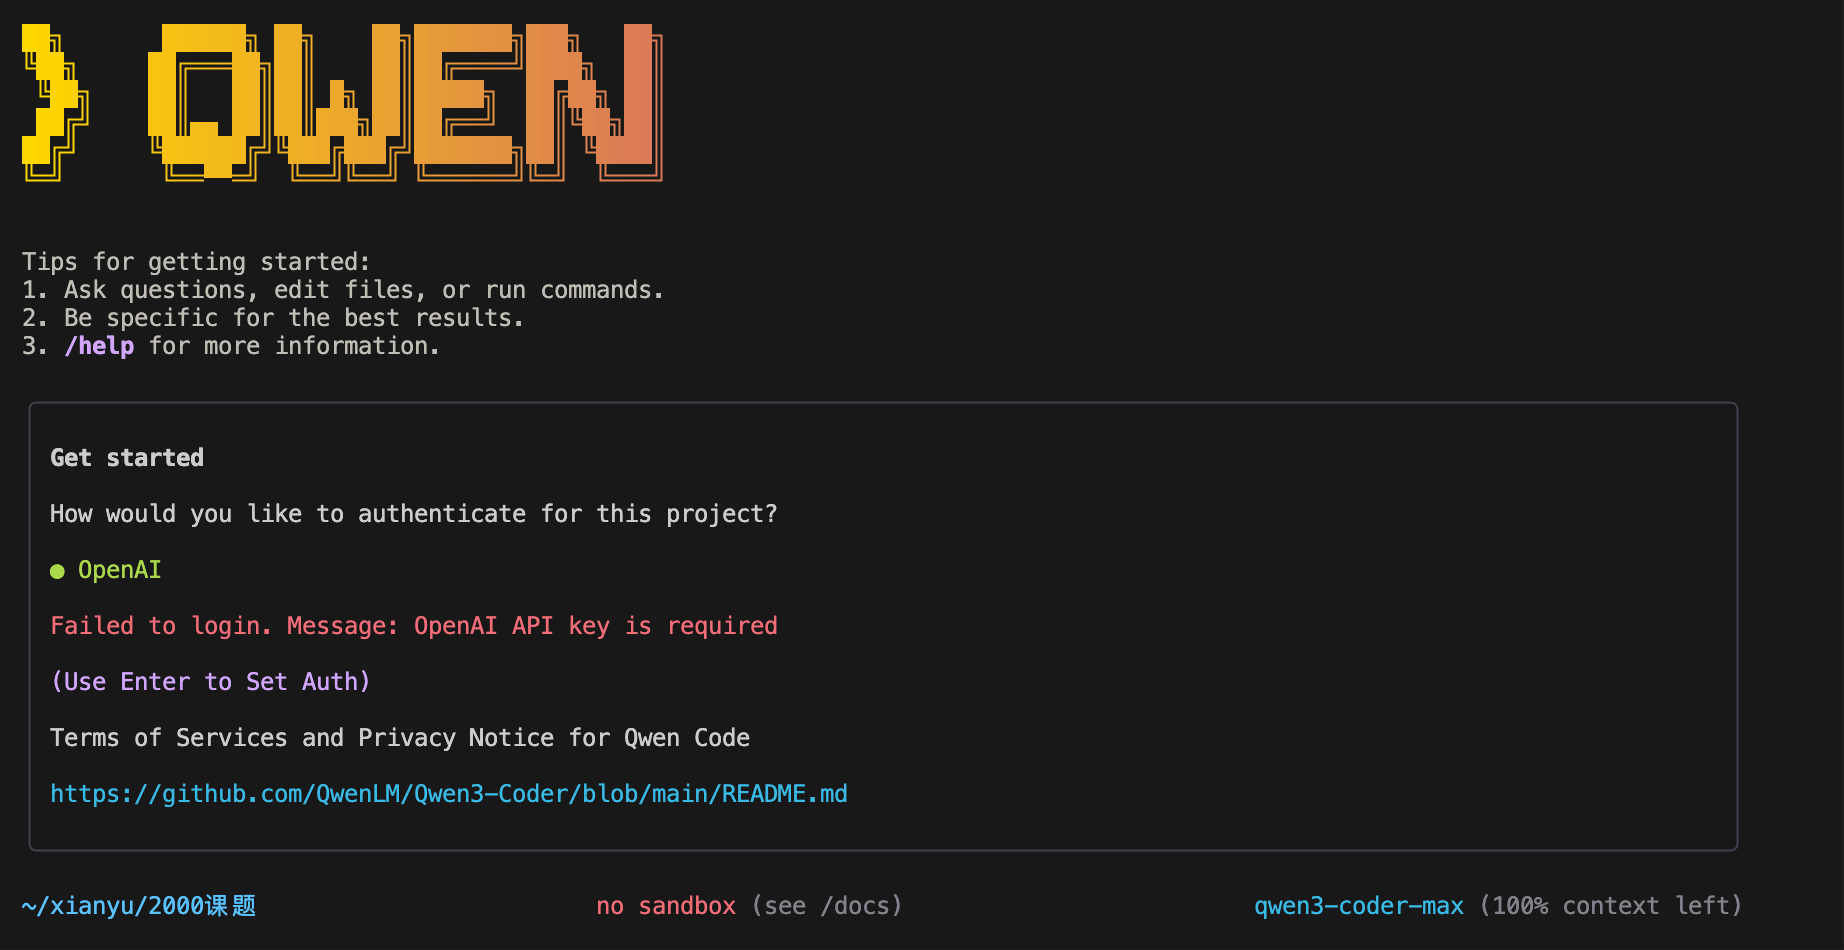 > QWEN
Tips for getting started:
1. Ask questions, edit files, or run commands.
2. Be specific for the best results.
3. /help for more information.
Get started
How would you like to authenticate for this project?
● OpenAI
Failed to login. Message: OpenAI API key is required
(Use Enter to Set Auth)
Terms of Services and Privacy Notice for Qwen Code
https://github.com/QwenLM/Qwen3-Coder/blob/main/README.md
~/xianyu/2000课题 no sandbox (see /docs) qwen3-coder-max (100% context left)